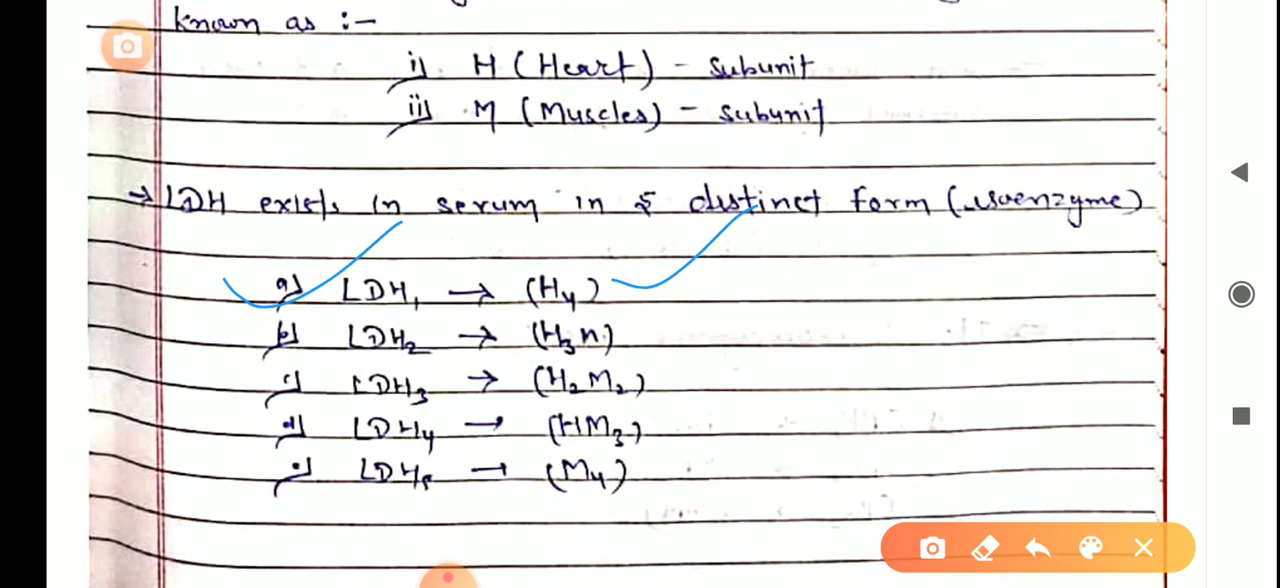 known as :-
i) H (Heart) - subunit
ii) M (Muscles) - subunit
→ LDH exists in serum in 5 distinct form (isoenzyme)
a) LDH₁ → (H₄)
b) LDH₂ → (H₃n)
c) LDH₃ → (H₂M₂)
d) LDH₄ → (HM₃)
e) LDH₅ → (M₄)